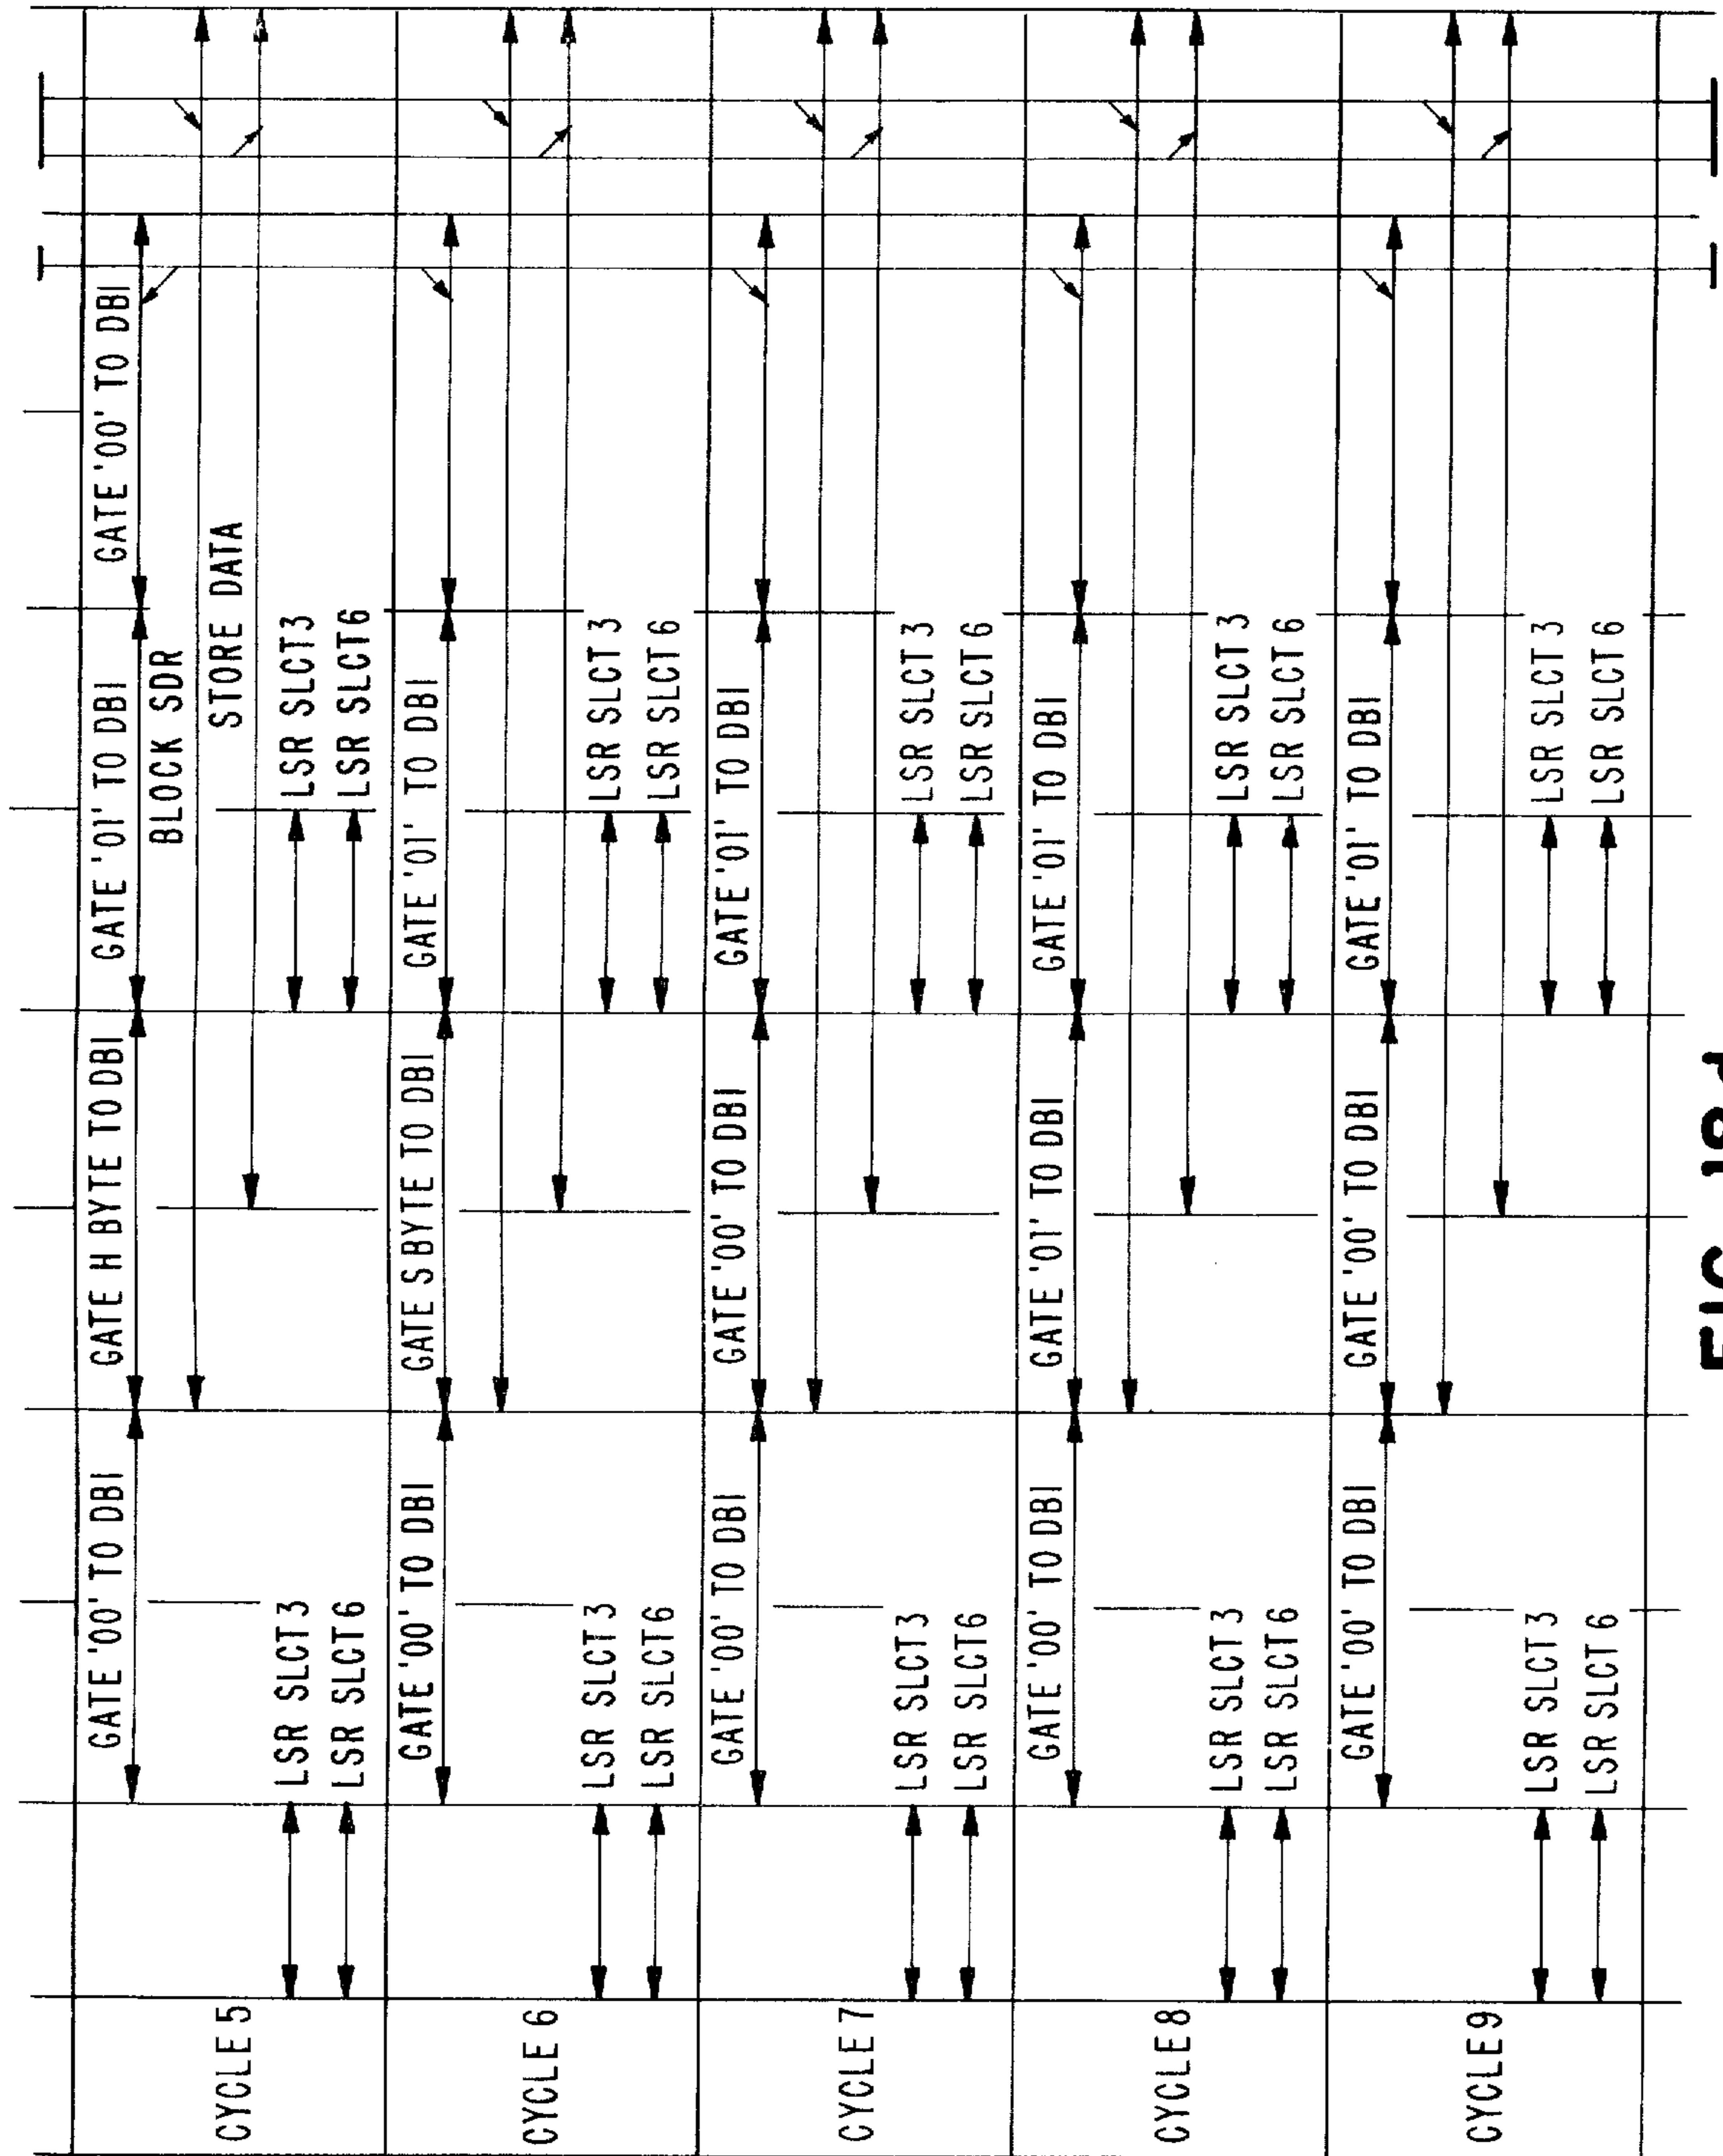 CYCLE 5
GATE '00' TO DBI
GATE H BYTE TO DBI
GATE '01' TO DBI
GATE '00' TO DBI
BLOCK SDR
STORE DATA
LSR SLCT 3
LSR SLCT3
LSR SLCT 6
LSR SLCT6
CYCLE 6
GATE '00' TO DBI
GATE S BYTE TO DBI
GATE '01' TO DBI
LSR SLCT 3
LSR SLCT 3
LSR SLCT 6
LSR SLCT 6
CYCLE 7
GATE '00' TO DBI
GATE '00' TO DBI
GATE '01' TO DBI
LSR SLCT 3
LSR SLCT 3
LSR SLCT 6
LSR SLCT 6
CYCLE 8
GATE '00' TO DBI
GATE '01' TO DBI
GATE '01' TO DBI
LSR SLCT 3
LSR SLCT 3
LSR SLCT 6
LSR SLCT 6
CYCLE 9
GATE '00' TO DBI
GATE '00' TO DBI
GATE '01' TO DBI
LSR SLCT 3
LSR SLCT 3
LSR SLCT 6
LSR SLCT 6
FIG.